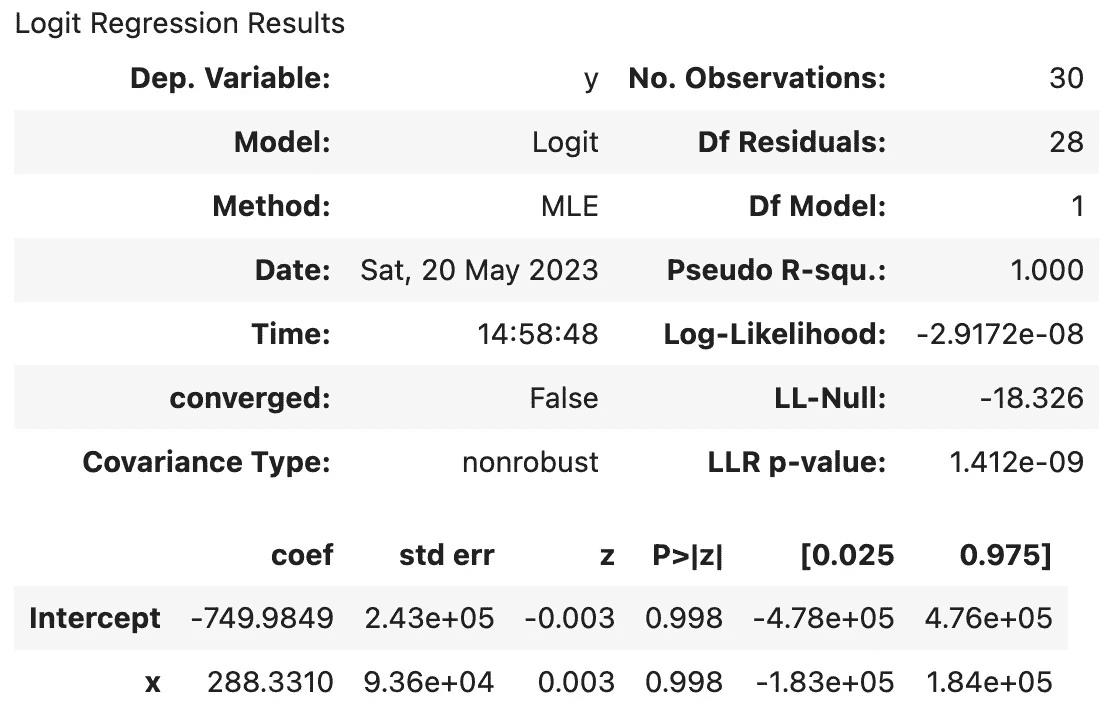 Logit Regression Results
Dep. Variable: y No. Observations: 30
Model: Logit Df Residuals: 28
Method: MLE Df Model: 1
Date: Sat, 20 May 2023 Pseudo R-squ.: 1.000
Time: 14:58:48 Log-Likelihood: -2.9172e-08
converged: False LL-Null: -18.326
Covariance Type: nonrobust LLR p-value: 1.412e-09
coef std err z P>|z| [0.025 0.975]
Intercept -749.9849 2.43e+05 -0.003 0.998 -4.78e+05 4.76e+05
x 288.3310 9.36e+04 0.003 0.998 -1.83e+05 1.84e+05